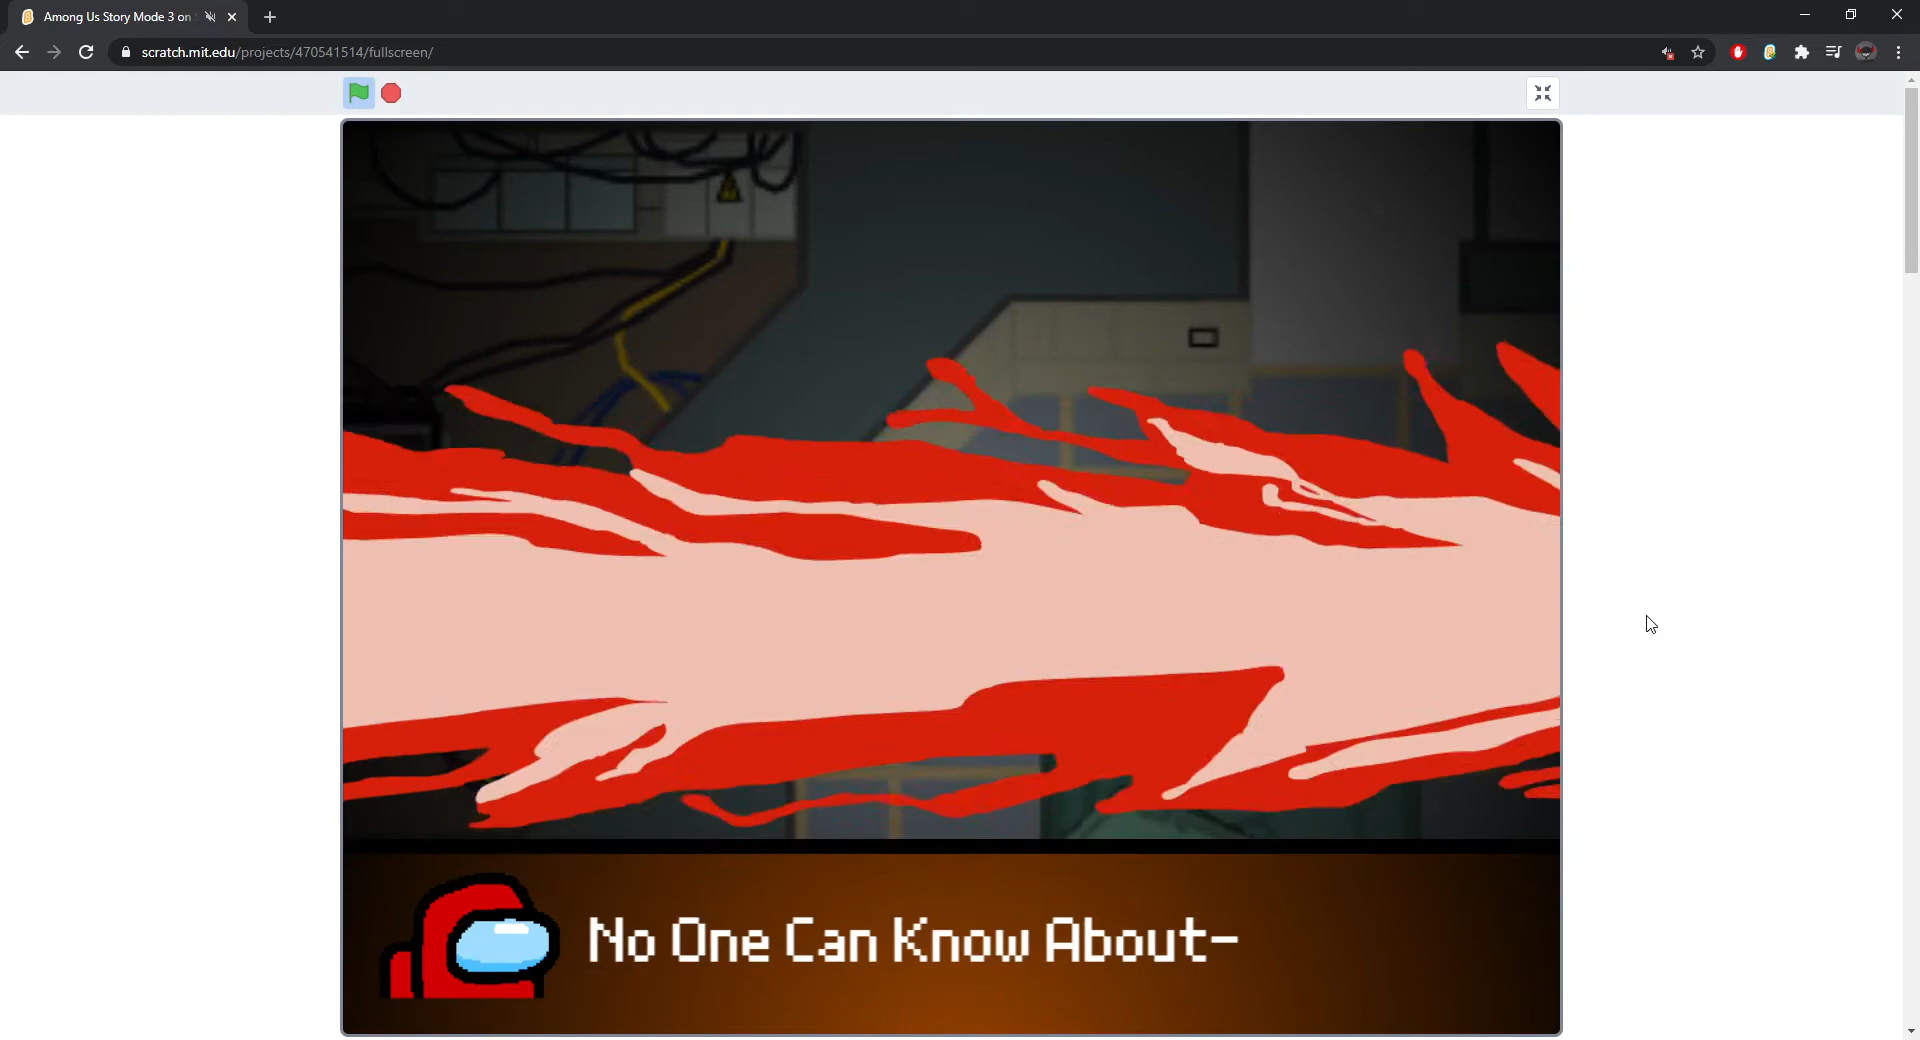 Among Us Story Mode 3 on
scratch.mit.edu/projects/470541514/fullscreen/
No One Can Know About-